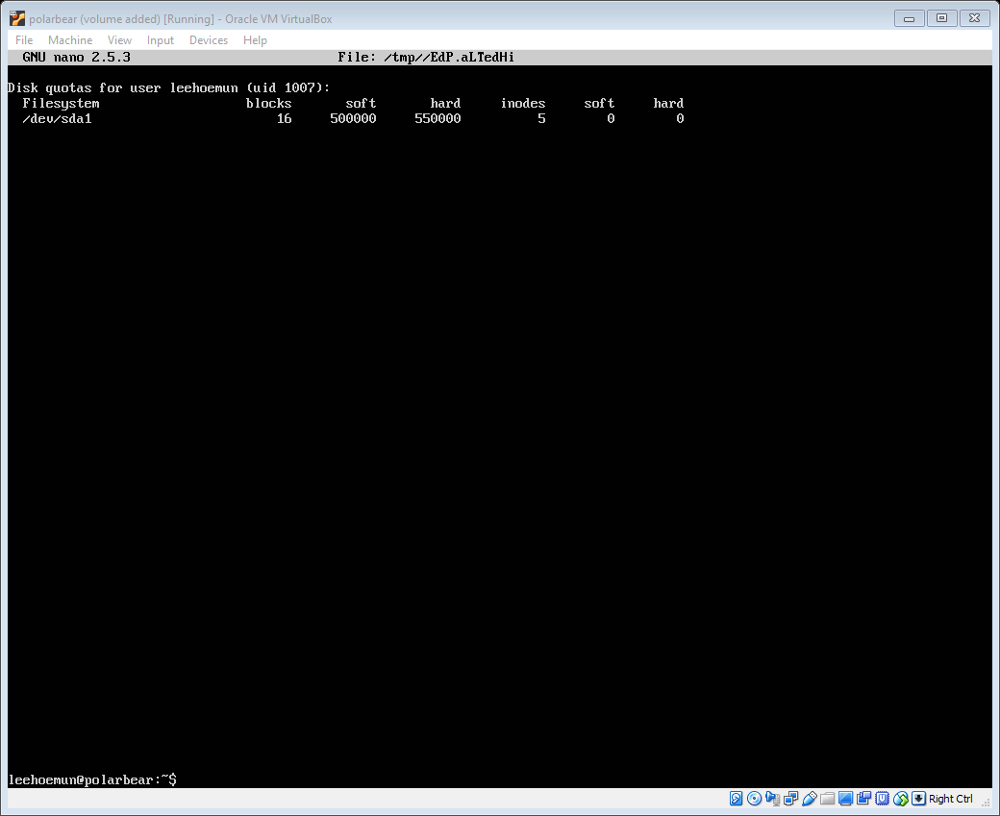 polarbear (volume added) [Running] - Oracle VM VirtualBox
File Machine View Input Devices Help
GNU nano 2.5.3 File: /tmp//EdP.aLTedHi
Disk quotas for user leehoemun (uid 1007):
Filesystem blocks soft hard inodes soft hard
/dev/sda1 16 500000 550000 5 0 0
leehoemun@polarbear:~$
Right Ctrl